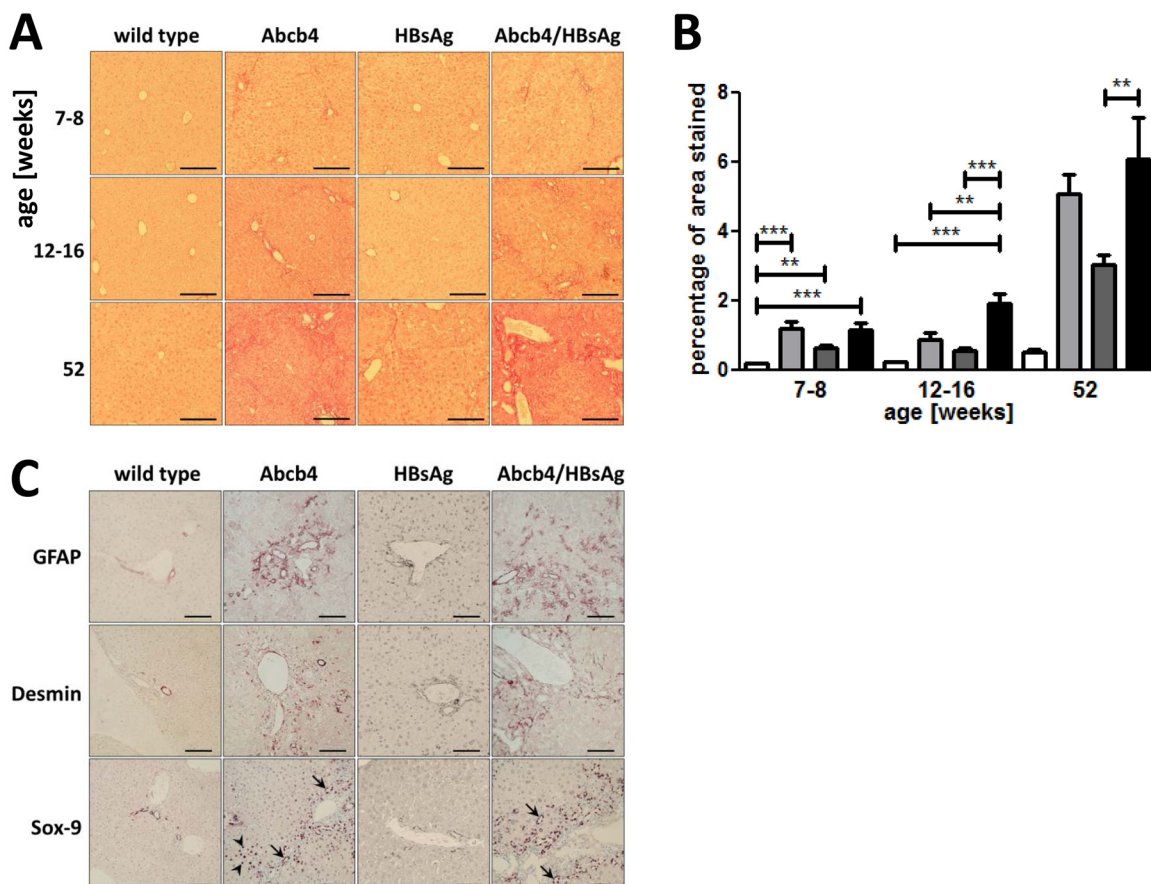 A
wild type Abcb4 HBsAg Abcb4/HBsAg
age [weeks]
7-8
12-16
52
B
percentage of area stained
8
6
4
2
0
***
**
***
***
**
***
**
7-8 12-16 52
age [weeks]
C
wild type Abcb4 HBsAg Abcb4/HBsAg
GFAP
Desmin
Sox-9